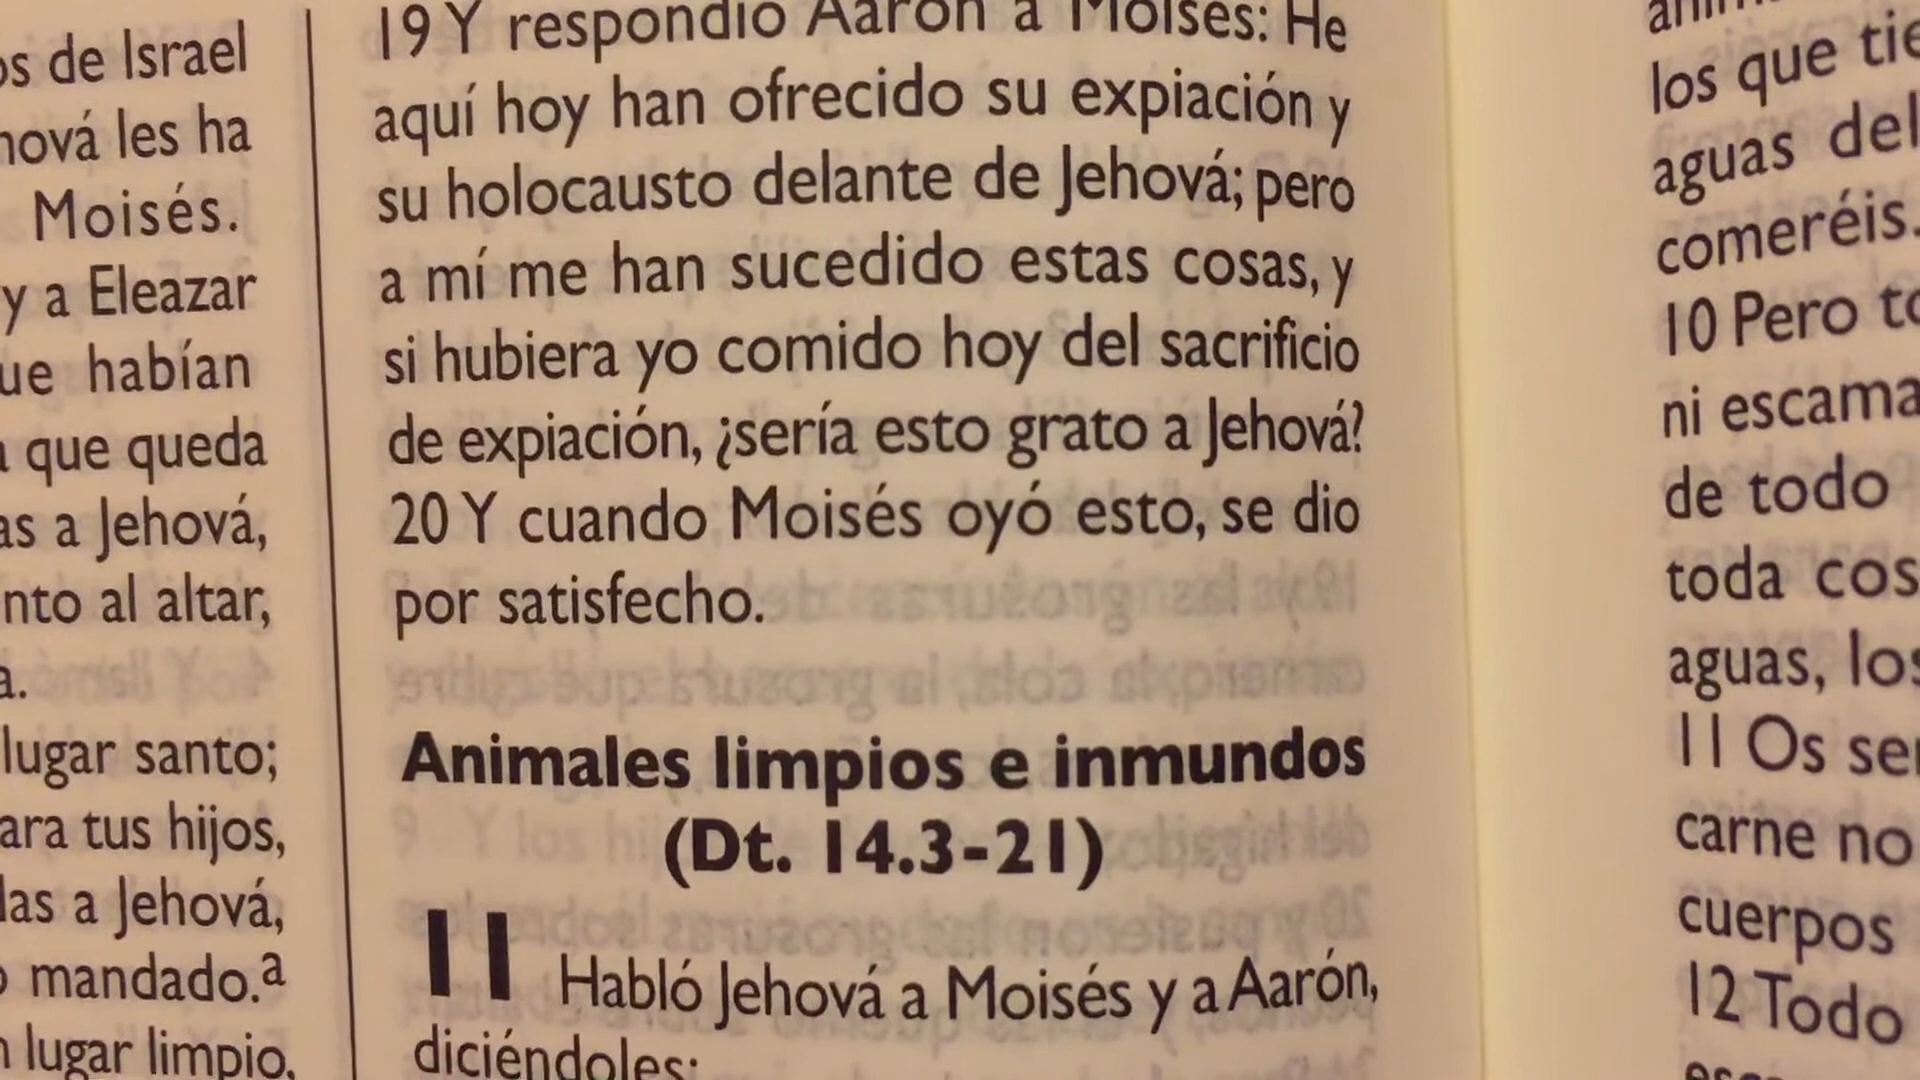 os de Israel
hová les ha
Moisés.
y a Eleazar
que habían
a que queda
as a Jehová,
nto al altar,
a.
lugar santo;
ara tus hijos,
das a Jehová,
o mandado.ª
n lugar limpio,
19 Y respondió Aarón a Moisés: He
aquí hoy han ofrecido su expiación y
su holocausto delante de Jehová; pero
a mí me han sucedido estas cosas, y
si hubiera yo comido hoy del sacrificio
de expiación, ¿sería esto grato a Jehová?
20 Y cuando Moisés oyó esto, se dio
por satisfecho.
Animales limpios e inmundos
(Dt. 14.3-21)
11 Habló Jehová a Moisés y a Aarón,
diciéndoles:
los que tie
aguas del
comeréis.
10 Pero to
ni escama
de todo
toda cos
aguas, los
11 Os ser
carne no
cuerpos
12 Todo